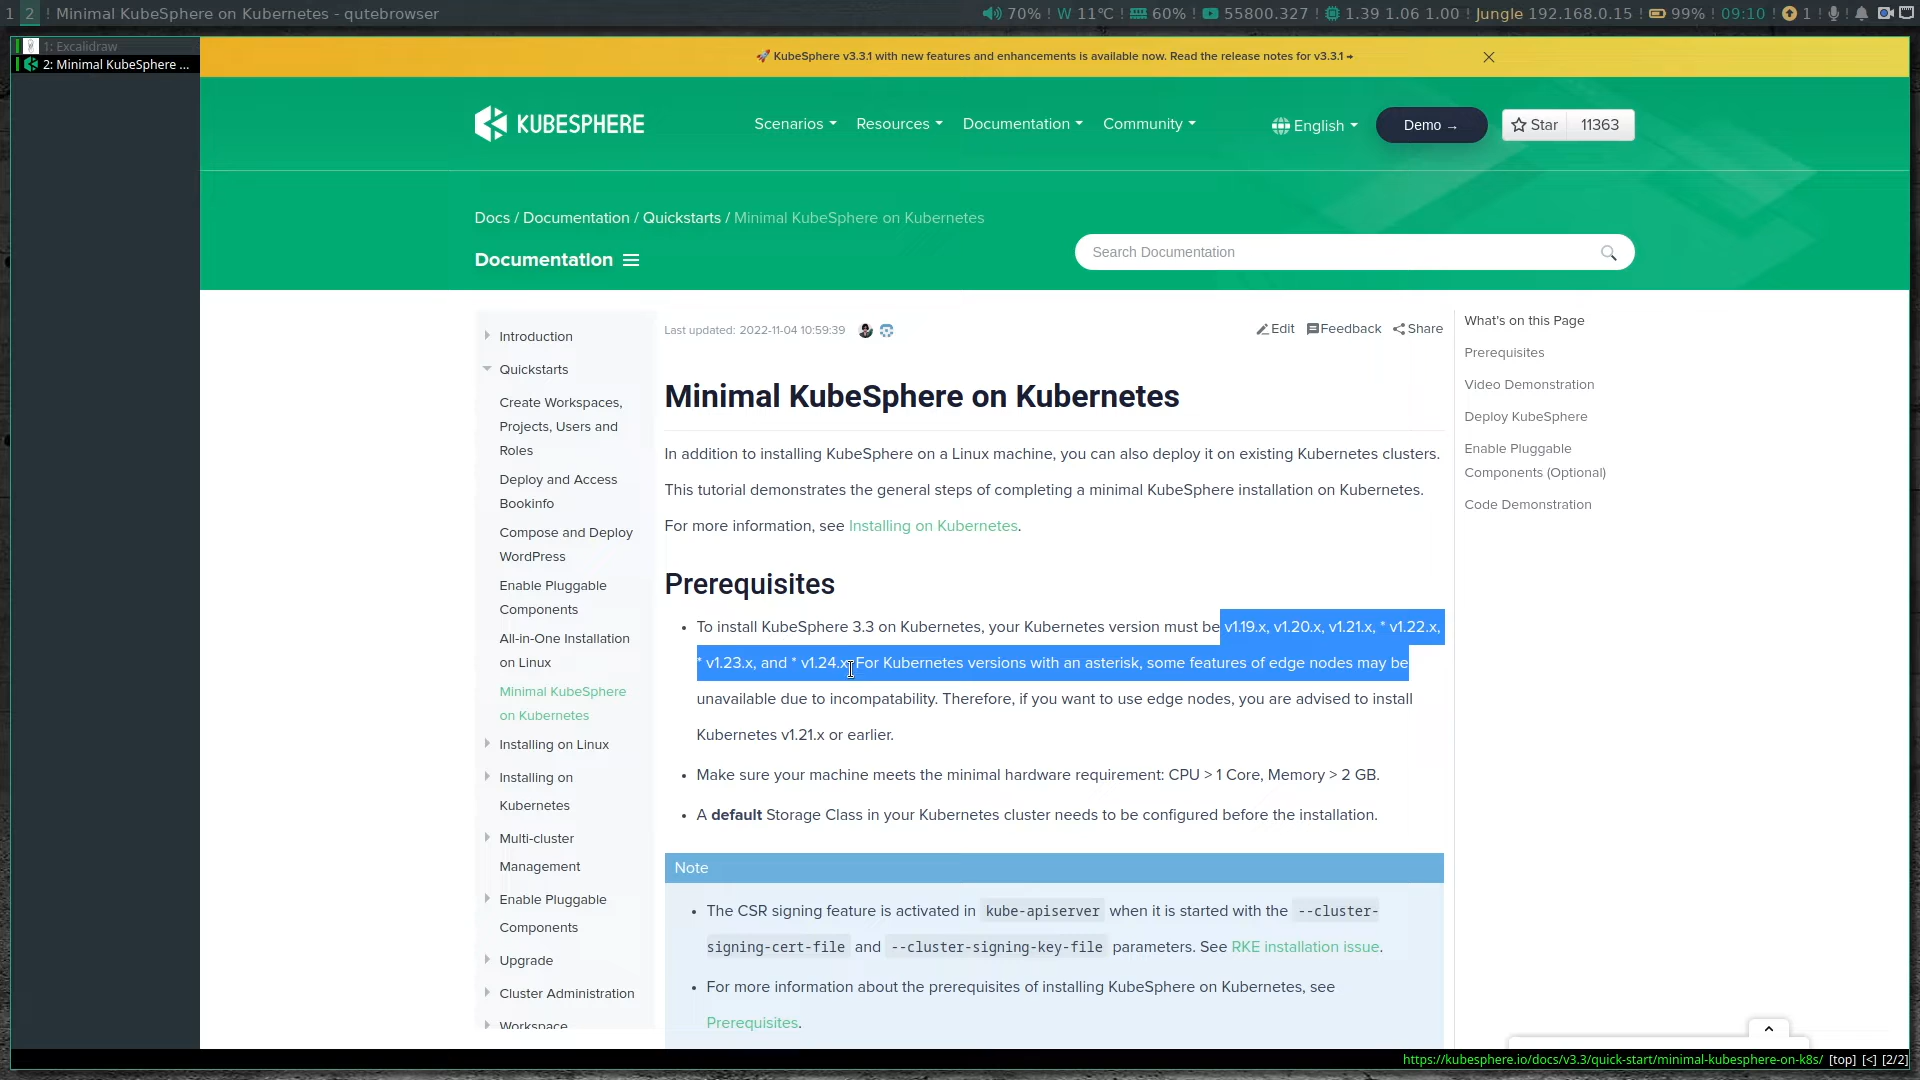 1 2 ! Minimal KubeSphere on Kubernetes - qutebrowser
70% ! W 11°C ! 60% ! 55800.327 ! 1.39 1.06 1.00 ! Jungle 192.168.0.15 ! 99% ! 09:10 ! 1 !
1: Excalidraw
2: Minimal KubeSphere ...
🚀 KubeSphere v3.3.1 with new features and enhancements is available now. Read the release notes for v3.3.1 →
KUBESPHERE
Scenarios Resources Documentation Community
English
Demo →
Star 11363
Docs / Documentation / Quickstarts / Minimal KubeSphere on Kubernetes
Documentation
Search Documentation
Introduction
Quickstarts
Create Workspaces,
Projects, Users and
Roles
Deploy and Access
Bookinfo
Compose and Deploy
WordPress
Enable Pluggable
Components
All-in-One Installation
on Linux
Minimal KubeSphere
on Kubernetes
Installing on Linux
Installing on
Kubernetes
Multi-cluster
Management
Enable Pluggable
Components
Upgrade
Cluster Administration
Workspace
Last updated: 2022-11-04 10:59:39
Edit Feedback Share
Minimal KubeSphere on Kubernetes
In addition to installing KubeSphere on a Linux machine, you can also deploy it on existing Kubernetes clusters.
This tutorial demonstrates the general steps of completing a minimal KubeSphere installation on Kubernetes.
For more information, see Installing on Kubernetes.
Prerequisites
• To install KubeSphere 3.3 on Kubernetes, your Kubernetes version must be v1.19.x, v1.20.x, v1.21.x, * v1.22.x,
* v1.23.x, and * v1.24.x. For Kubernetes versions with an asterisk, some features of edge nodes may be
unavailable due to incompatability. Therefore, if you want to use edge nodes, you are advised to install
Kubernetes v1.21.x or earlier.
• Make sure your machine meets the minimal hardware requirement: CPU > 1 Core, Memory > 2 GB.
• A default Storage Class in your Kubernetes cluster needs to be configured before the installation.
Note
• The CSR signing feature is activated in kube-apiserver when it is started with the --cluster-
signing-cert-file and --cluster-signing-key-file parameters. See RKE installation issue.
• For more information about the prerequisites of installing KubeSphere on Kubernetes, see
Prerequisites.
What's on this Page
Prerequisites
Video Demonstration
Deploy KubeSphere
Enable Pluggable
Components (Optional)
Code Demonstration
https://kubesphere.io/docs/v3.3/quick-start/minimal-kubesphere-on-k8s/ [top] [<] [2/2]